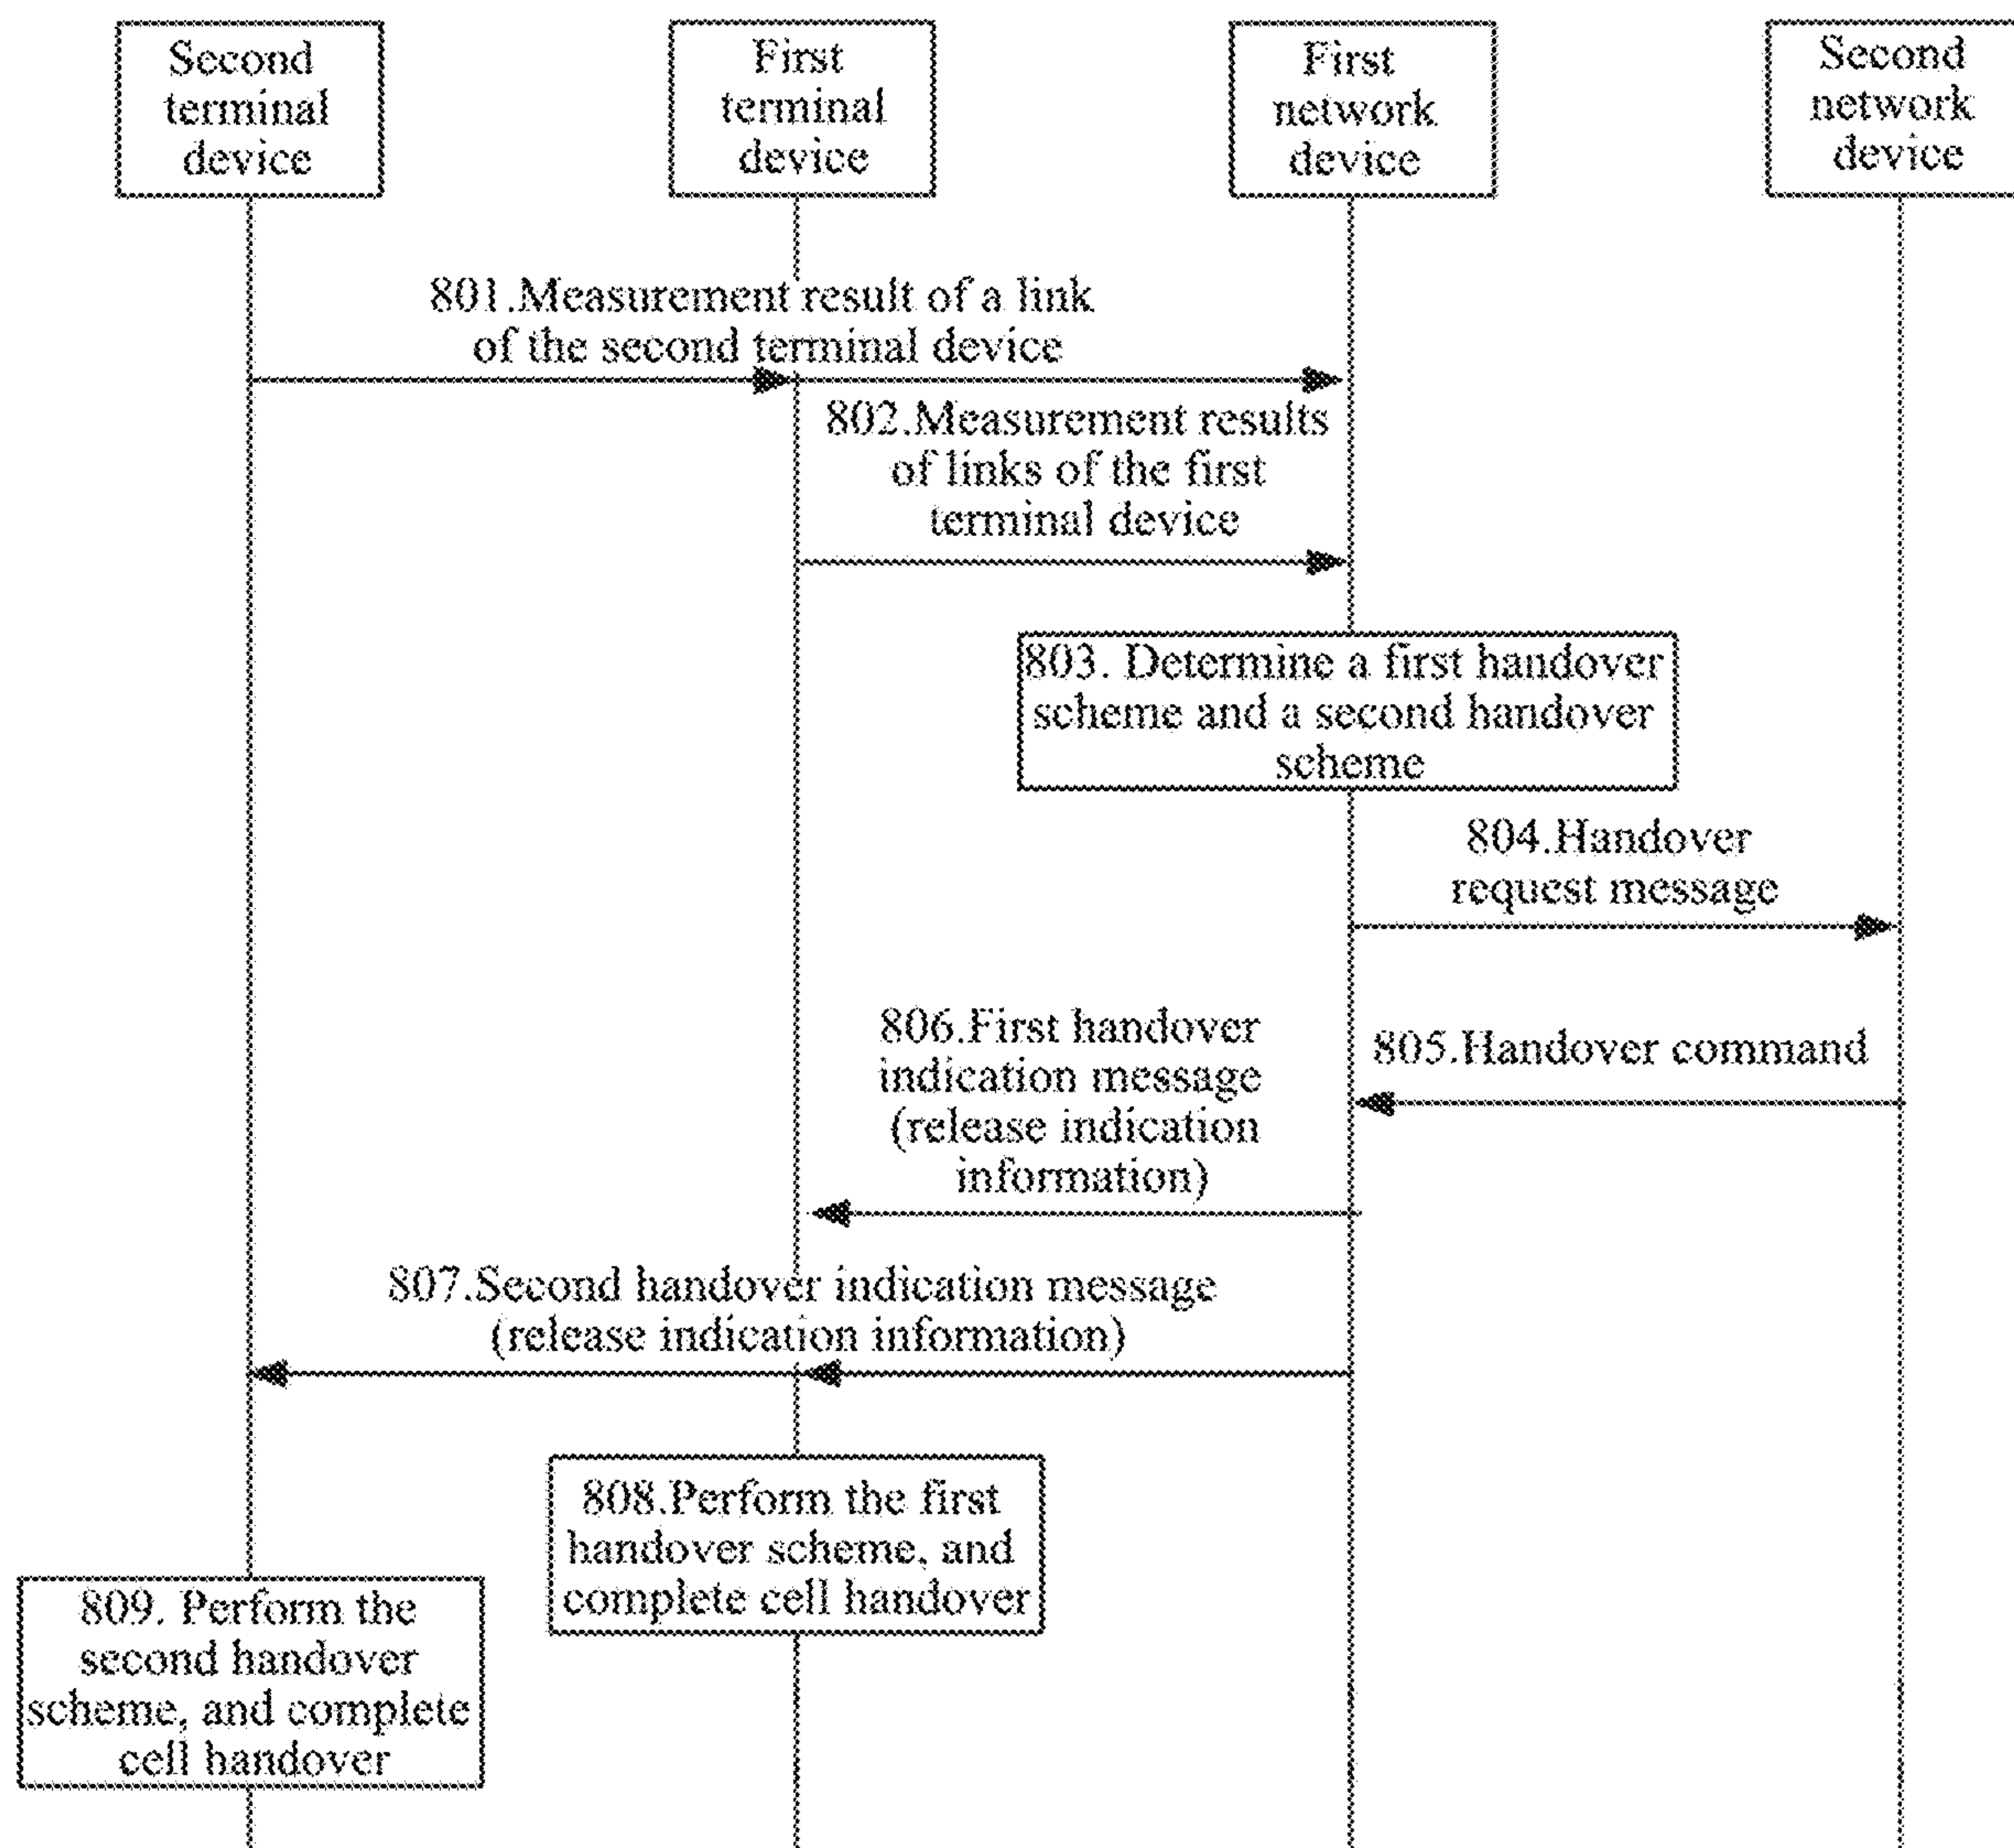 Second
terminal
device
First
terminal
device
First
network
device
Second
network
device
801.Measurement result of a link
of the second terminal device
802.Measurement results
of links of the first
terminal device
803. Determine a first handover
scheme and a second handover
scheme
804.Handover
request message
805.Handover command
806.First handover
indication message
(release indication
information)
807.Second handover indication message
(release indication information)
808.Perform the first
handover scheme, and
complete cell handover
809. Perform the
second handover
scheme, and complete
cell handover